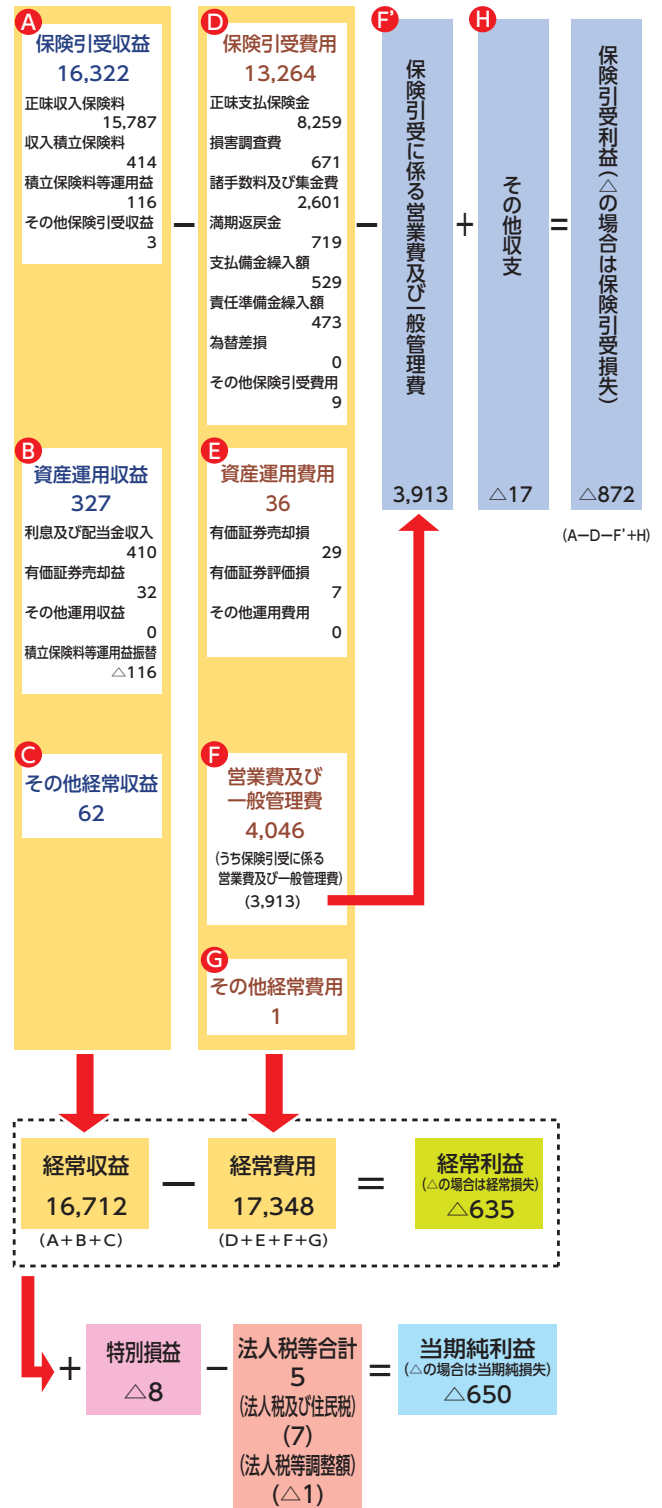 A
保険引受収益
16,322
正味収入保険料
15,787
収入積立保険料
414
積立保険料等運用益
116
その他保険引受収益
3
B
資産運用収益
327
利息及び配当金収入
410
有価証券売却益
32
その他運用収益
0
積立保険料等運用益振替
△116
C
その他経常収益
62
−
D
保険引受費用
13,264
正味支払保険金
8,259
損害調査費
671
諸手数料及び集金費
2,601
満期返戻金
719
支払備金繰入額
529
責任準備金繰入額
473
為替差損
0
その他保険引受費用
9
E
資産運用費用
36
有価証券売却損
29
有価証券評価損
7
その他運用費用
0
F
営業費及び
一般管理費
4,046
(うち保険引受に係る
営業費及び一般管理費)
(3,913)
G
その他経常費用
1
−
F'
保険引受に係る営業費及び一般管理費
3,913
+
H
その他収支
△17
=
保険引受利益(△の場合は保険引受損失)
△872
(A−D−F'+H)
経常収益
16,712
(A+B+C)
−
経常費用
17,348
(D+E+F+G)
=
経常利益
(△の場合は経常損失)
△635
+
特別損益
△8
−
法人税等合計
5
(法人税及び住民税)
(7)
(法人税等調整額)
(△1)
=
当期純利益
(△の場合は当期純損失)
△650